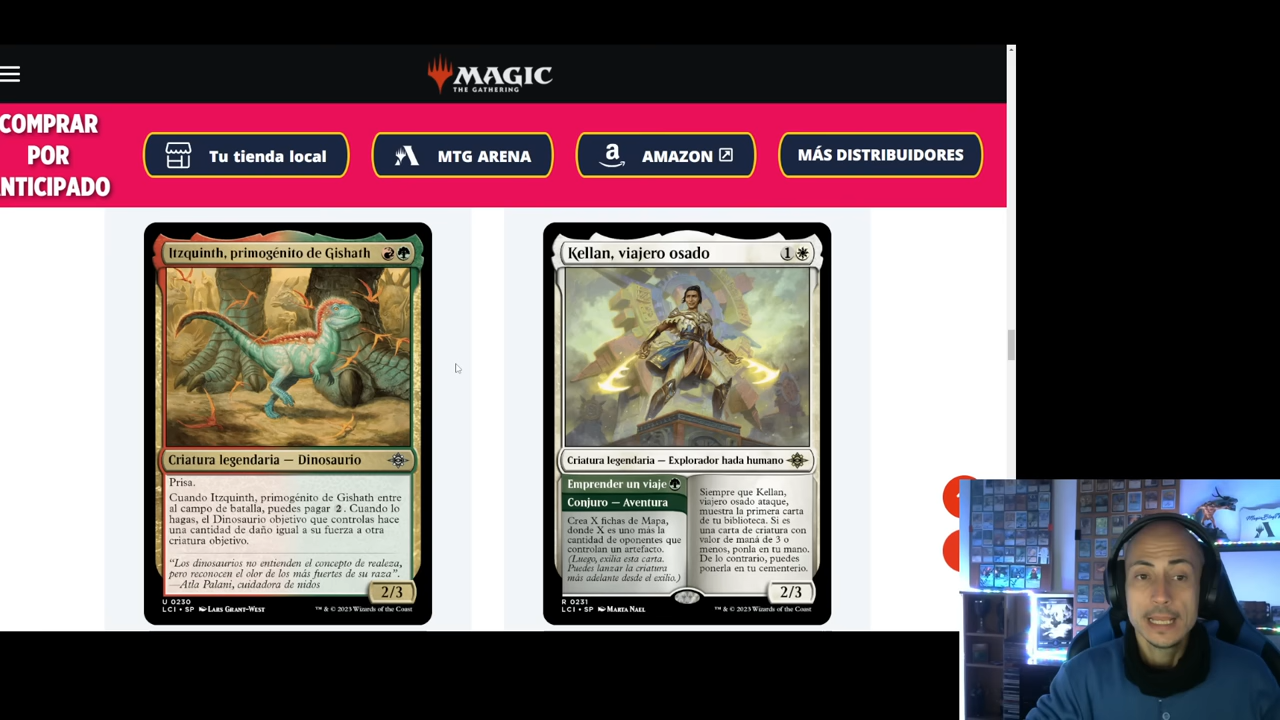 MAGIC
THE GATHERING
COMPRAR
POR
NTICIPADO
Tu tienda local
MTG ARENA
AMAZON
MÁS DISTRIBUIDORES
Itzquinth, primogénito de Gishath
Criatura legendaria — Dinosaurio
Prisa.
Cuando Itzquinth, primogénito de Gishath entre
al campo de batalla, puedes pagar 2. Cuando lo
hagas, el Dinosaurio objetivo que controlas hace
una cantidad de daño igual a su fuerza a otra
criatura objetivo.
“Los dinosaurios no entienden el concepto de realeza,
pero reconocen el olor de los más fuertes de su raza”.
—Atla Palani, cuidadora de nidos
2/3
U 0230
LCI • SP LARS GRANT-WEST
™ & © 2023 Wizards of the Coast
Kellan, viajero osado 1
Criatura legendaria — Explorador hada humano
Emprender un viaje
Conjuro — Aventura
Crea X fichas de Mapa,
donde X es uno más la
cantidad de oponentes que
controlan un artefacto.
(Luego, exilia esta carta.
Puedes lanzar la criatura
más adelante desde el exilio.)
Siempre que Kellan,
viajero osado ataque,
muestra la primera carta
de tu biblioteca. Si es
una carta de criatura con
valor de maná de 3 o
menos, ponla en tu mano.
De lo contrario, puedes
ponerla en tu cementerio.
2/3
R 0231
LCI • SP MARTA NAEL
™ & © 2023 Wizards of the Coast